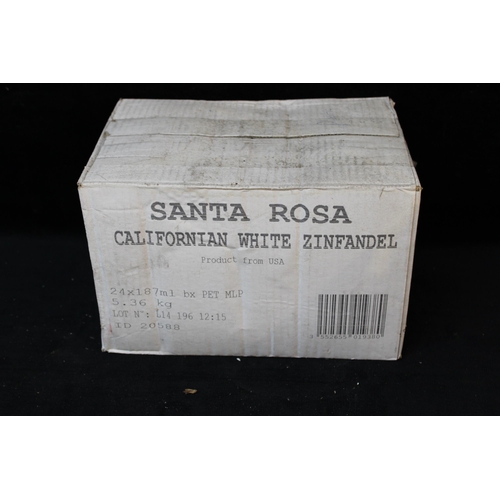 SANTA ROSA
CALIFORNIAN WHITE ZINFANDEL
Product from USA
24x187ml bx PET MLP
5.36 kg
LOT N°: L14 196 12:15
ID 20588